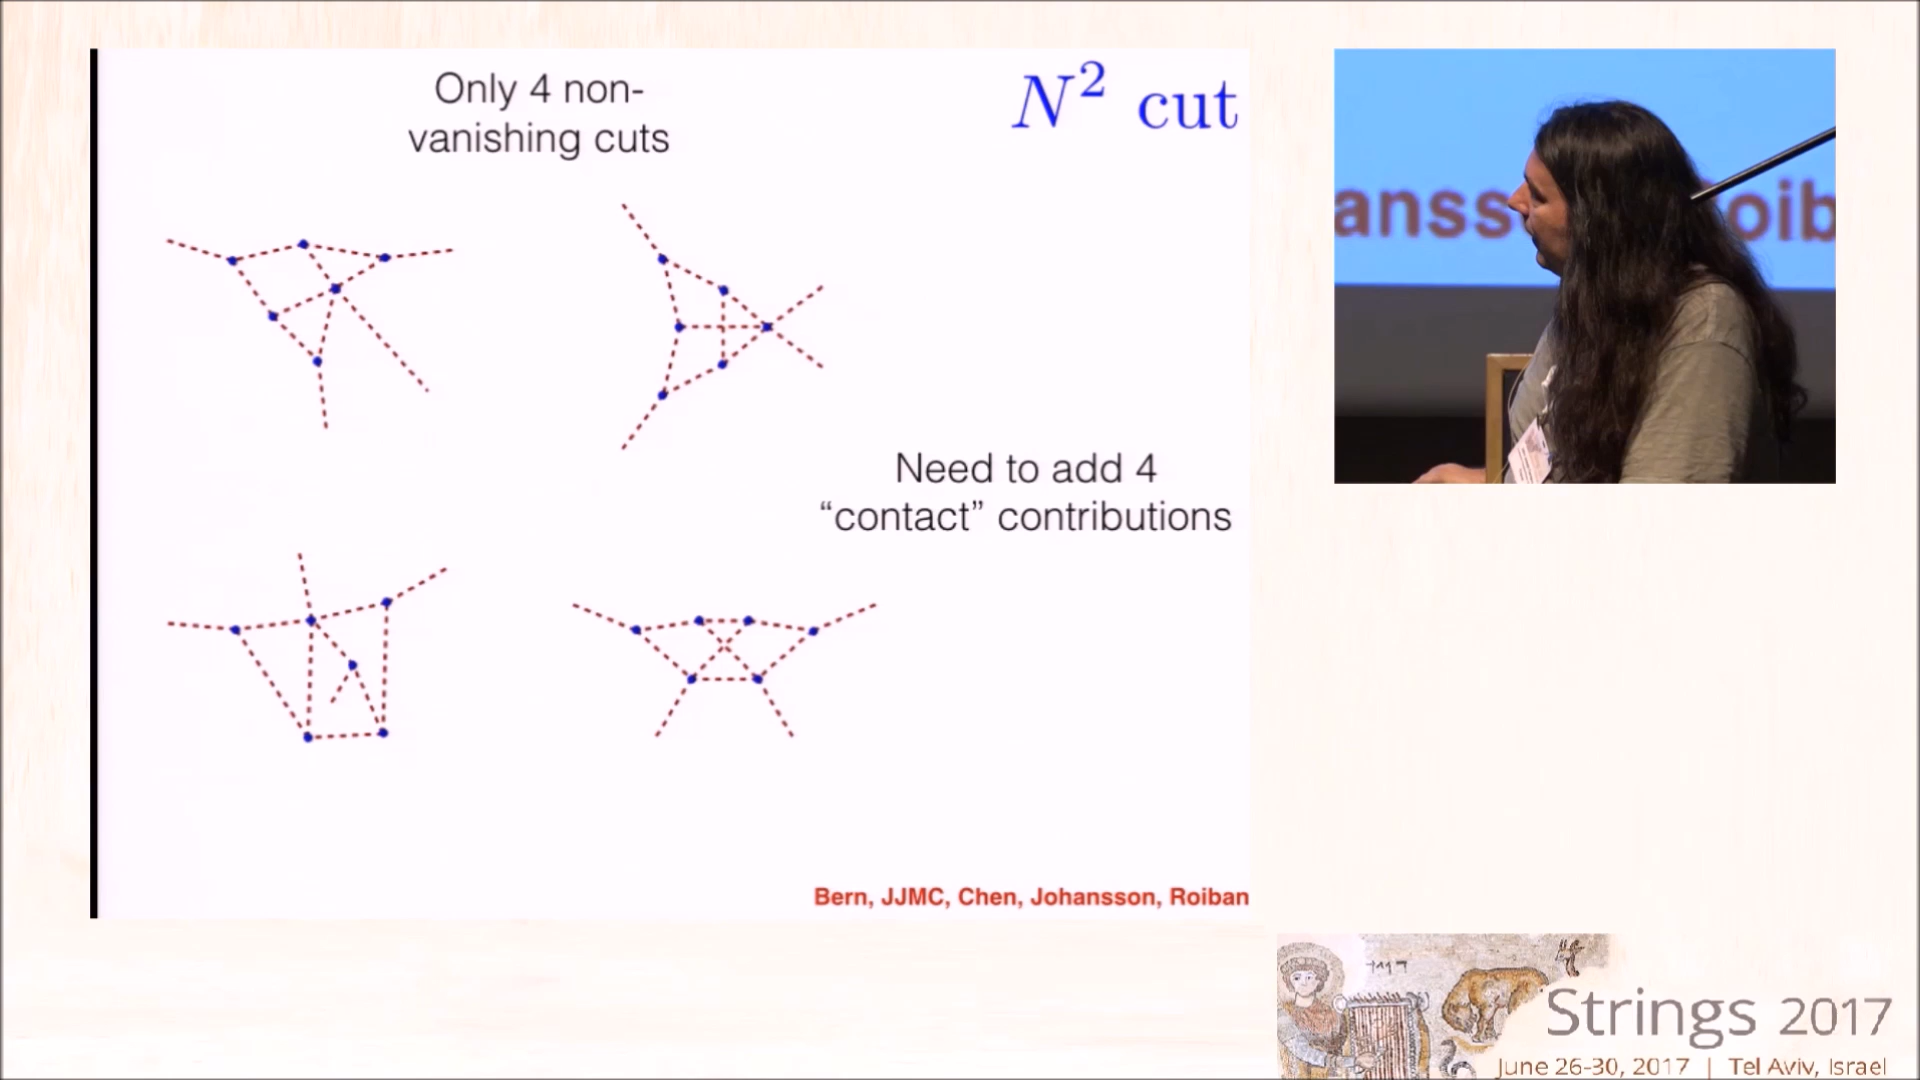 Only 4 non-
vanishing cuts
N² cut
Need to add 4
“contact” contributions
Bern, JJMC, Chen, Johansson, Roiban
anss
oib
Strings 2017
June 26-30, 2017 | Tel Aviv, Israel